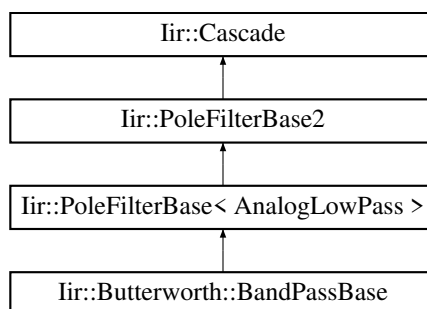 Iir::Cascade
Iir::PoleFilterBase2
Iir::PoleFilterBase< AnalogLowPass >
Iir::Butterworth::BandPassBase